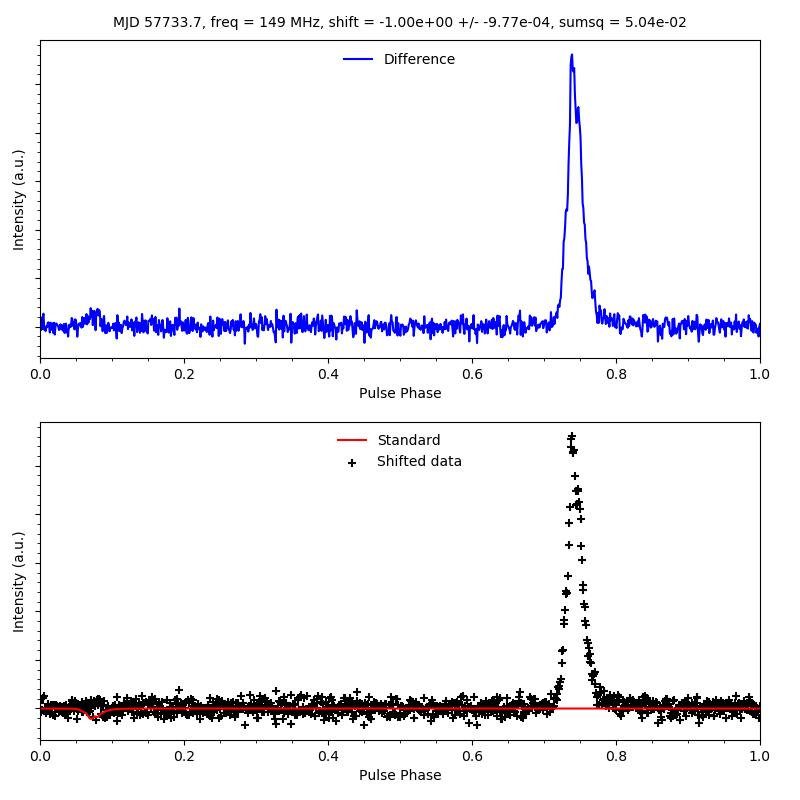 MJD 57733.7, freq = 149 MHz, shift = -1.00e+00 +/- -9.77e-04, sumsq = 5.04e-02
Difference
Intensity (a.u.)
0.0 0.2 0.4 0.6 0.8 1.0
Pulse Phase
Standard
Shifted data
Intensity (a.u.)
0.0 0.2 0.4 0.6 0.8 1.0
Pulse Phase